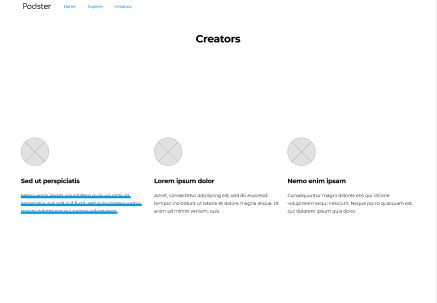 Podster
Home Explore Creators
Creators
Sed ut perspiciatis
Lorem ipsum dolor
Amet, consectetur adipiscing elit, sed do eiusmod
tempor incididunt ut labore et dolore magna aliqua. Ut
enim ad minim veniam, quis.
Nemo enim ipsam
Consequuntur magni dolores eos qui ratione
voluptatem sequi nesciunt. Neque porro quisquam est,
qui dolorem ipsum quia dolor.